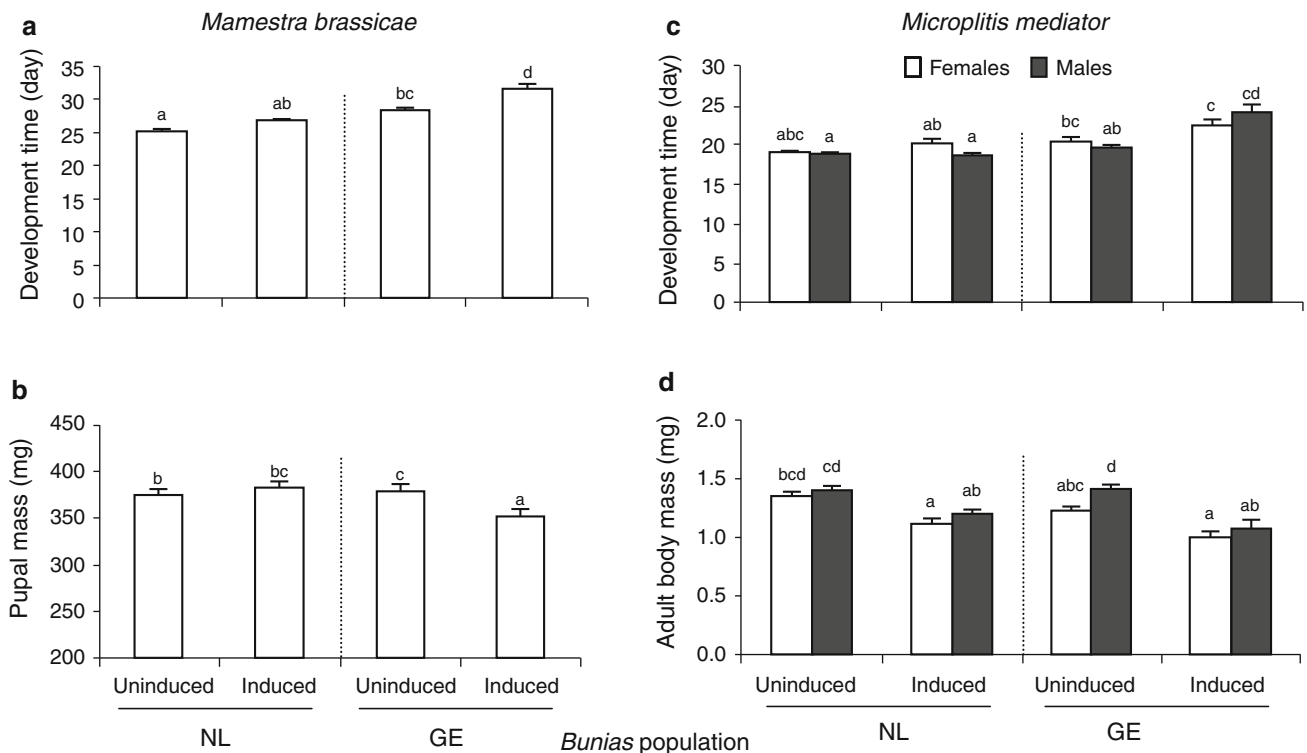 a
Mamestra brassicae
Development time (day)
35
30
25
20
15
10
5
0
a
ab
bc
d
b
Pupal mass (mg)
450
400
350
300
250
200
b
bc
c
a
Uninduced Induced Uninduced Induced
NL GE
c
Microplitis mediator
Females Males
Development time (day)
30
25
20
15
10
5
0
abc a ab a bc ab c cd
d
Adult body mass (mg)
2.0
1.5
1.0
0.5
0.0
bcd cd a ab abc d a ab
Uninduced Induced Uninduced Induced
NL GE
Bunias population